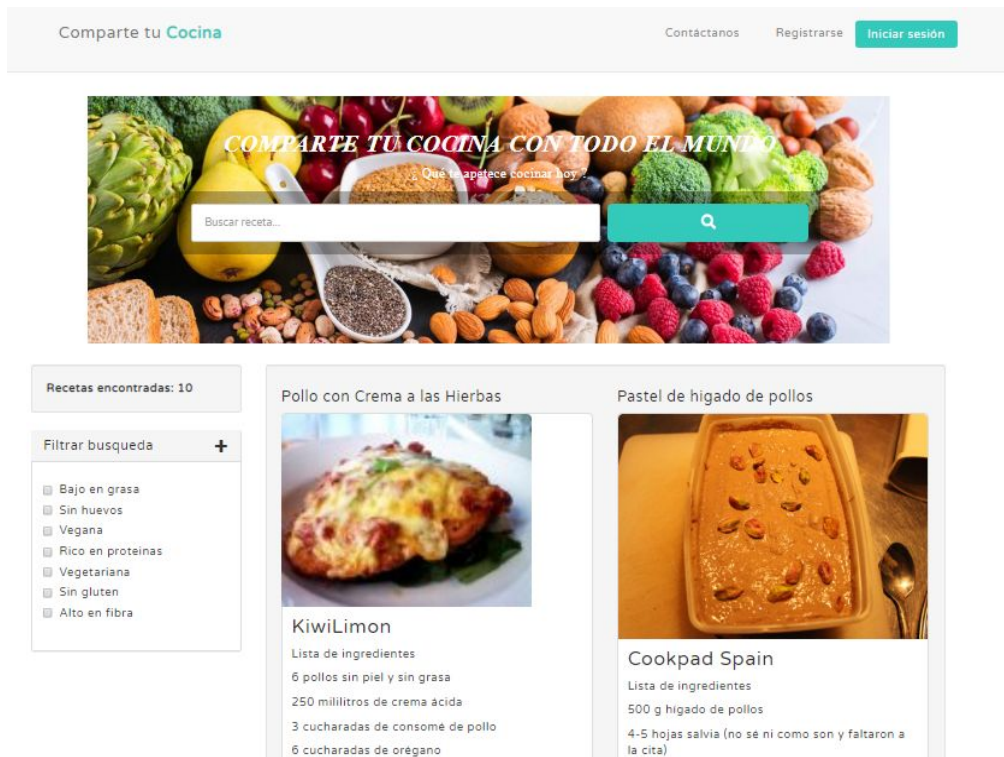 Comparte tu Cocina
Contáctanos
Registrarse
Iniciar sesión
COMPARTE TU COCINA CON TODO EL MUNDO
¿ Qué te apetece cocinar hoy ?
Buscar receta...
Recetas encontradas: 10
Filtrar busqueda
Bajo en grasa
Sin huevos
Vegana
Rico en proteinas
Vegetariana
Sin gluten
Alto en fibra
Pollo con Crema a las Hierbas
KiwiLimon
Lista de ingredientes
6 pollos sin piel y sin grasa
250 mililitros de crema ácida
3 cucharadas de consomé de pollo
6 cucharadas de orégano
Pastel de higado de pollos
Cookpad Spain
Lista de ingredientes
500 g higado de pollos
4-5 hojas salvia (no se ni como son y faltaron a
la cita)